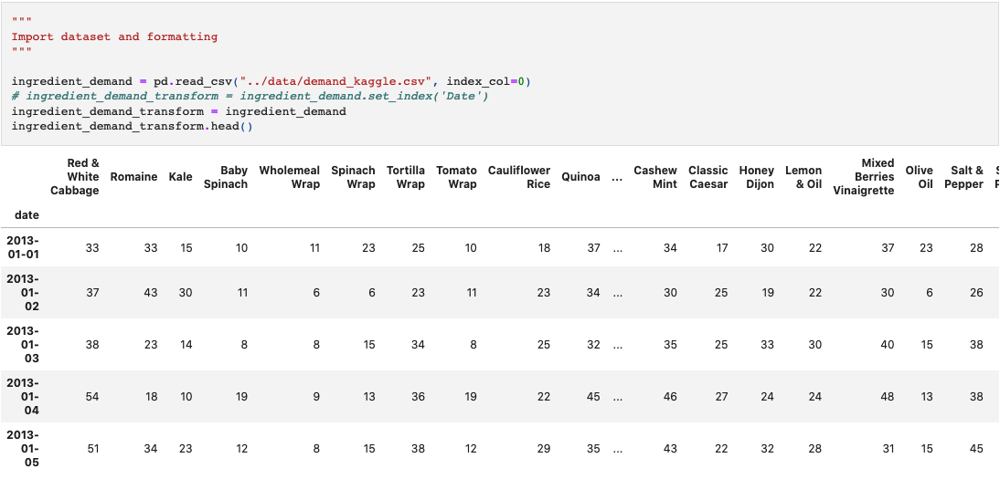 """
Import dataset and formatting
"""
ingredient_demand = pd.read_csv("../data/demand_kaggle.csv", index_col=0)
# ingredient_demand_transform = ingredient_demand.set_index('Date')
ingredient_demand_transform = ingredient_demand
ingredient_demand_transform.head()
Red & White Cabbage Romaine Kale Baby Spinach Wholemeal Wrap Spinach Wrap Tortilla Wrap Tomato Wrap Cauliflower Rice Quinoa ... Cashew Mint Classic Caesar Honey Dijon Lemon & Oil Mixed Berries Vinaigrette Olive Oil Salt & Pepper
date
2013-01-01 33 33 15 10 11 23 25 10 18 37 ... 34 17 30 22 37 23 28
2013-01-02 37 43 30 11 6 6 23 11 23 34 ... 30 25 19 22 30 6 26
2013-01-03 38 23 14 8 8 15 34 8 25 32 ... 35 25 33 30 40 15 38
2013-01-04 54 18 10 19 9 13 36 19 22 45 ... 46 27 24 24 48 13 38
2013-01-05 51 34 23 12 8 15 38 12 29 35 ... 43 22 32 28 31 15 45